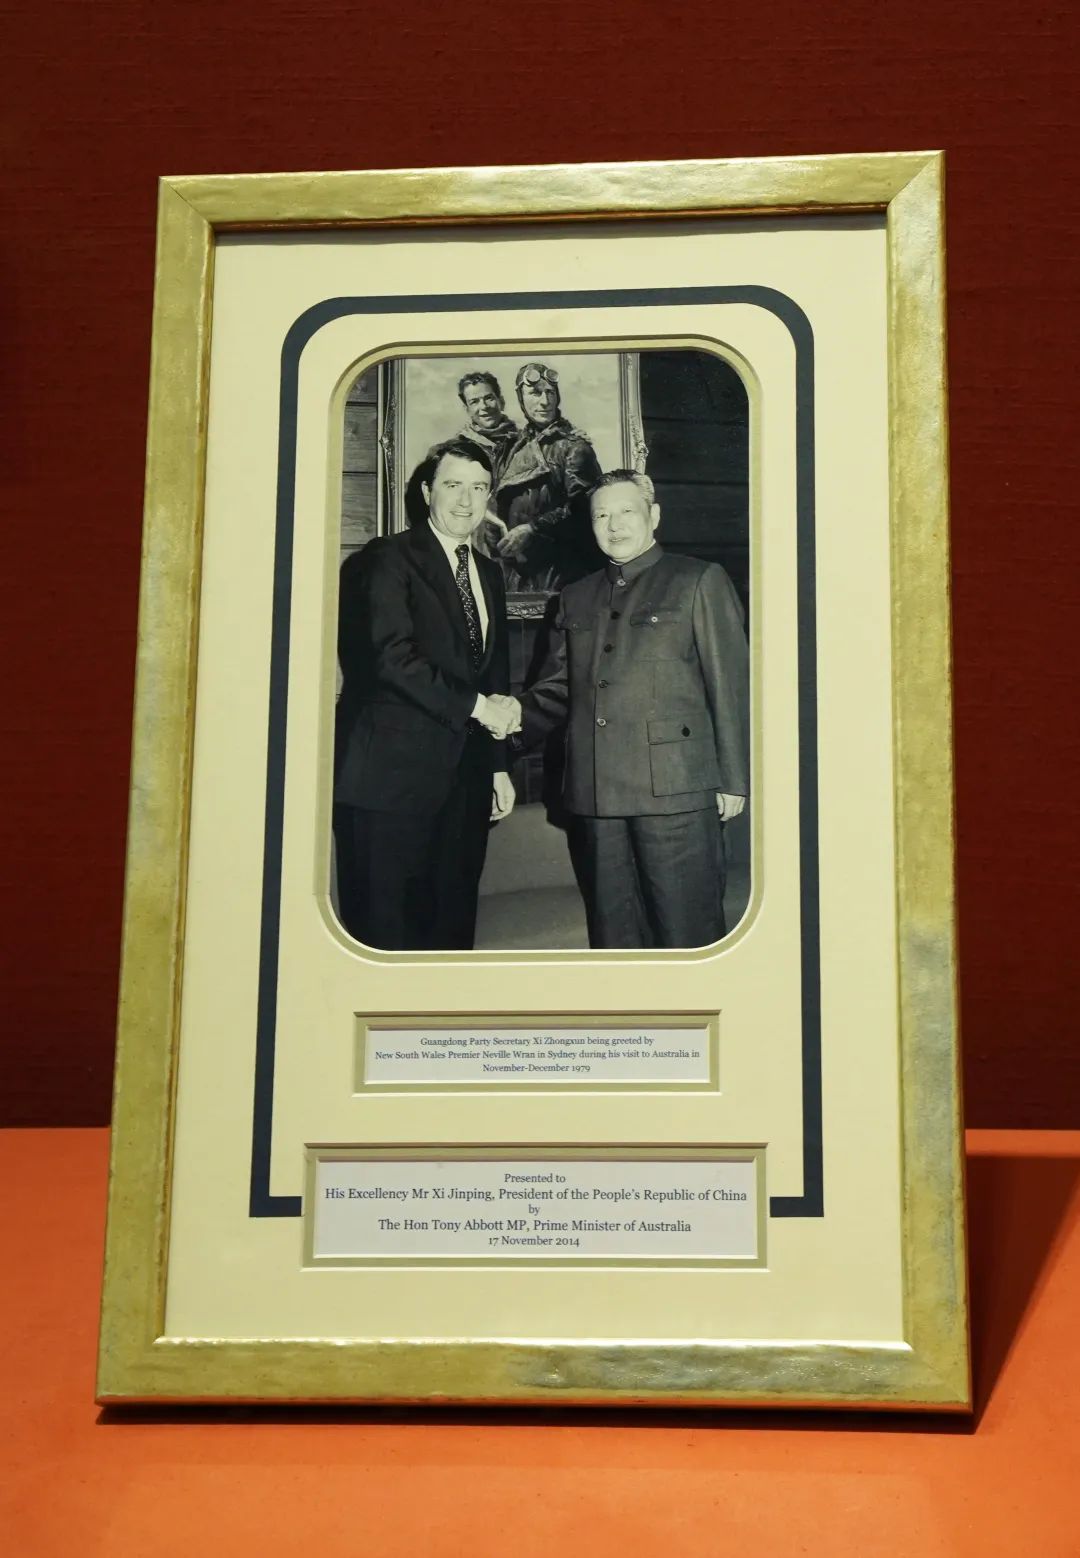 Guangdong Party Secretary Xi Zhongxun being greeted by
New South Wales Premier Neville Wran in Sydney during his visit to Australia in
November-December 1979
Presented to
His Excellency Mr Xi Jinping, President of the People's Republic of China
by
The Hon Tony Abbott MP, Prime Minister of Australia
17 November 2014